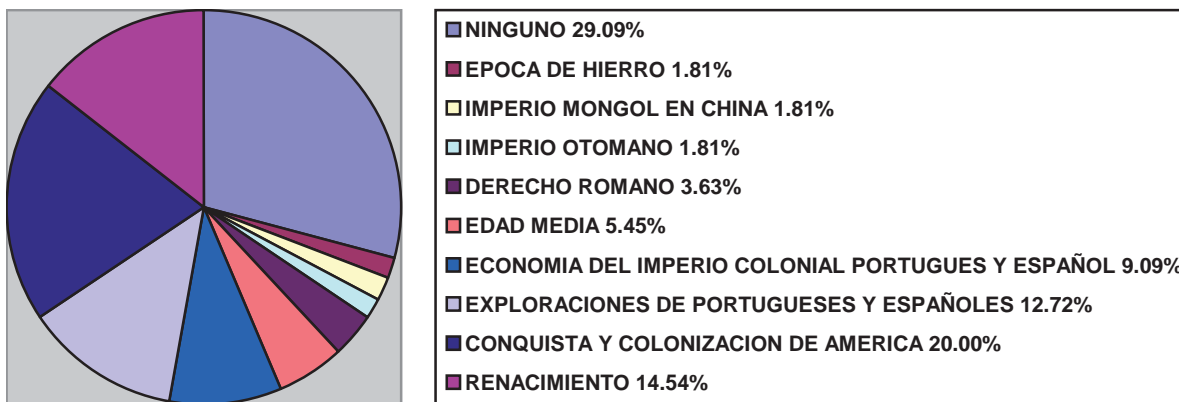 NINGUNO 29.09%
EPOCA DE HIERRO 1.81%
IMPERIO MONGOL EN CHINA 1.81%
IMPERIO OTOMANO 1.81%
DERECHO ROMANO 3.63%
EDAD MEDIA 5.45%
ECONOMIA DEL IMPERIO COLONIAL PORTUGUES Y ESPAÑOL 9.09%
EXPLORACIONES DE PORTUGUESES Y ESPAÑOLES 12.72%
CONQUISTA Y COLONIZACION DE AMERICA 20.00%
RENACIMIENTO 14.54%